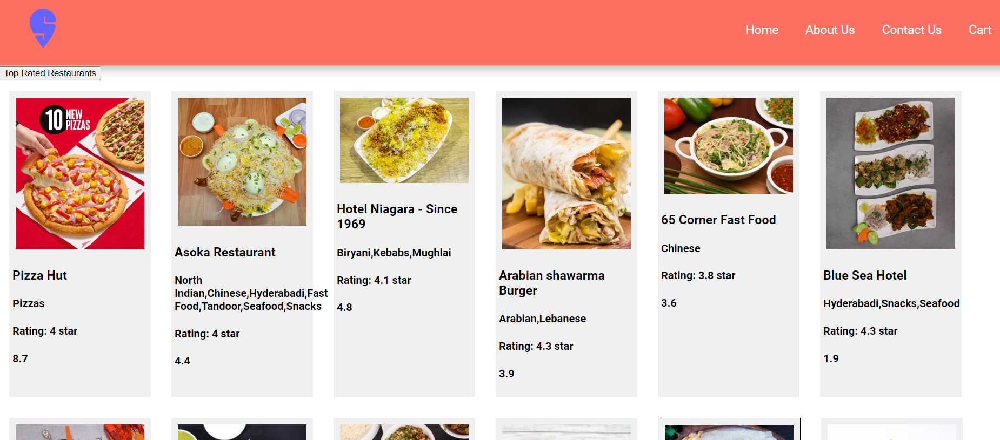 Home
About Us
Contact Us
Cart
Top Rated Restaurants
10 NEW
PIZZAS
Pizza Hut
Pizzas
Rating: 4 star
8.7
Asoka Restaurant
North
Indian,Chinese,Hyderabadi,Fast
Food,Tandoor,Seafood,Snacks
Rating: 4 star
4.4
Hotel Niagara - Since
1969
Biryani,Kebabs,Mughlai
Rating: 4.1 star
4.8
Arabian shawarma
Burger
Arabian,Lebanese
Rating: 4.3 star
3.9
65 Corner Fast Food
Chinese
Rating: 3.8 star
3.6
Blue Sea Hotel
Hyderabadi,Snacks,Seafood
Rating: 4.3 star
1.9